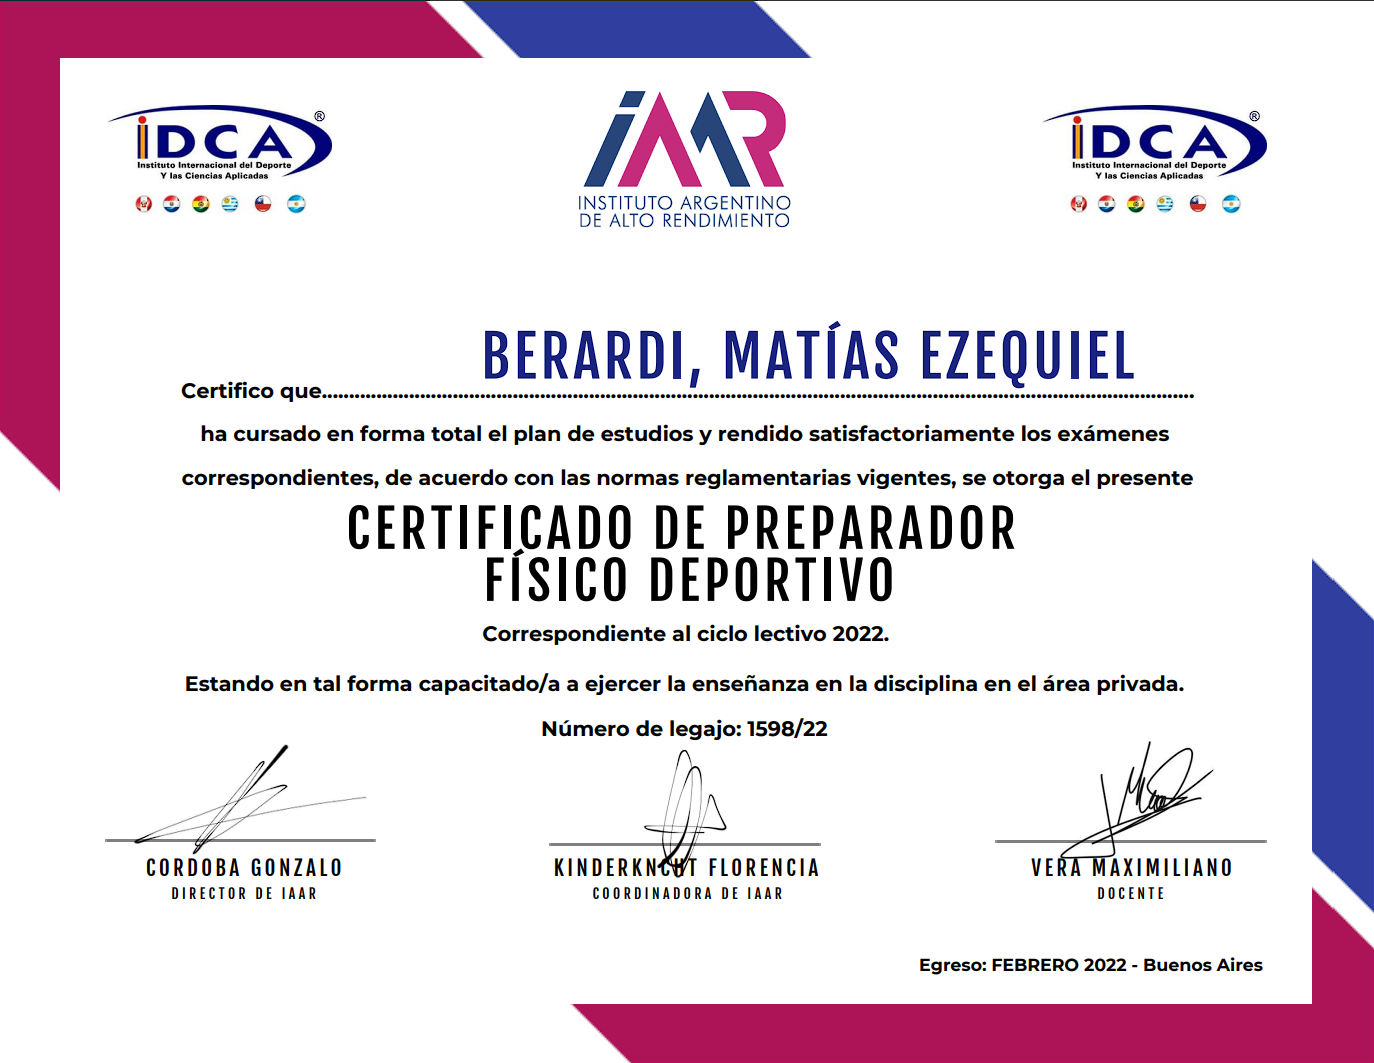 iDCA®
Instituto Internacional del Deporte
Y las Ciencias Aplicadas
iAAR
INSTITUTO ARGENTINO
DE ALTO RENDIMIENTO
iDCA®
Instituto Internacional del Deporte
Y las Ciencias Aplicadas
BERARDI, MATÍAS EZEQUIEL
Certifico que
ha cursado en forma total el plan de estudios y rendido satisfactoriamente los exámenes
correspondientes, de acuerdo con las normas reglamentarias vigentes, se otorga el presente
CERTIFICADO DE PREPARADOR
FÍSICO DEPORTIVO
Correspondiente al ciclo lectivo 2022.
Estando en tal forma capacitado/a a ejercer la enseñanza en la disciplina en el área privada.
Número de legajo: 1598/22
CORDOBA GONZALO
DIRECTOR DE IAAR
FLORENCIA
COORDINADORA DE IAAR
VERA MAXIMILIANO
DOCENTE
Egreso: FEBRERO 2022 - Buenos Aires